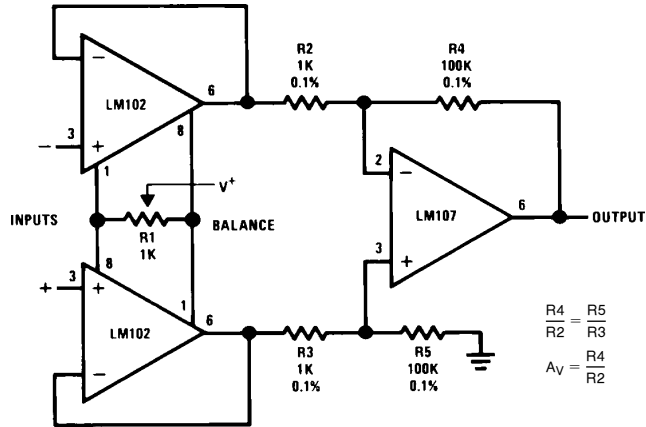 6
R2
1K
0.1%
R4
100K
0.1%
−
LM102
8
− 3 +
1
V+
2 −
INPUTS
BALANCE
LM107
6
OUTPUT
R1
1K
3 +
8
+ 3 +
1
LM102
6
−
R3
1K
0.1%
R5
100K
0.1%
R4/R2 = R5/R3
AV = R4/R2